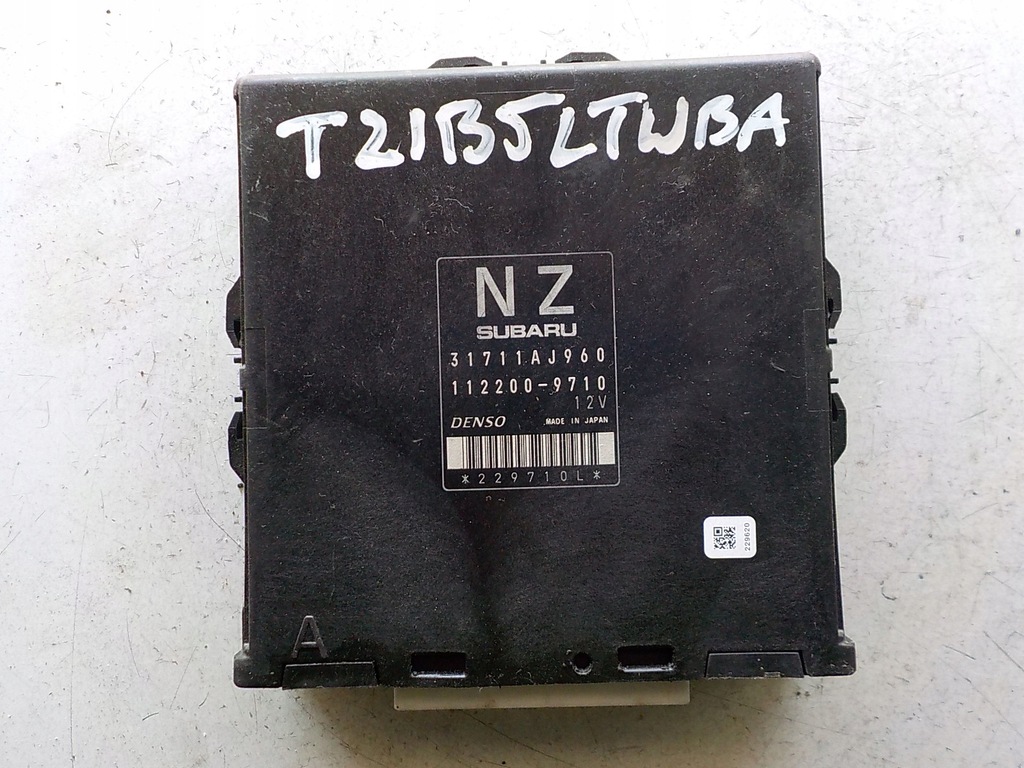 T21B5LTWBA
NZ
SUBARU
31711AJ960
112200-9710
12V
DENSO MADE IN JAPAN
*229710L*
229620
A